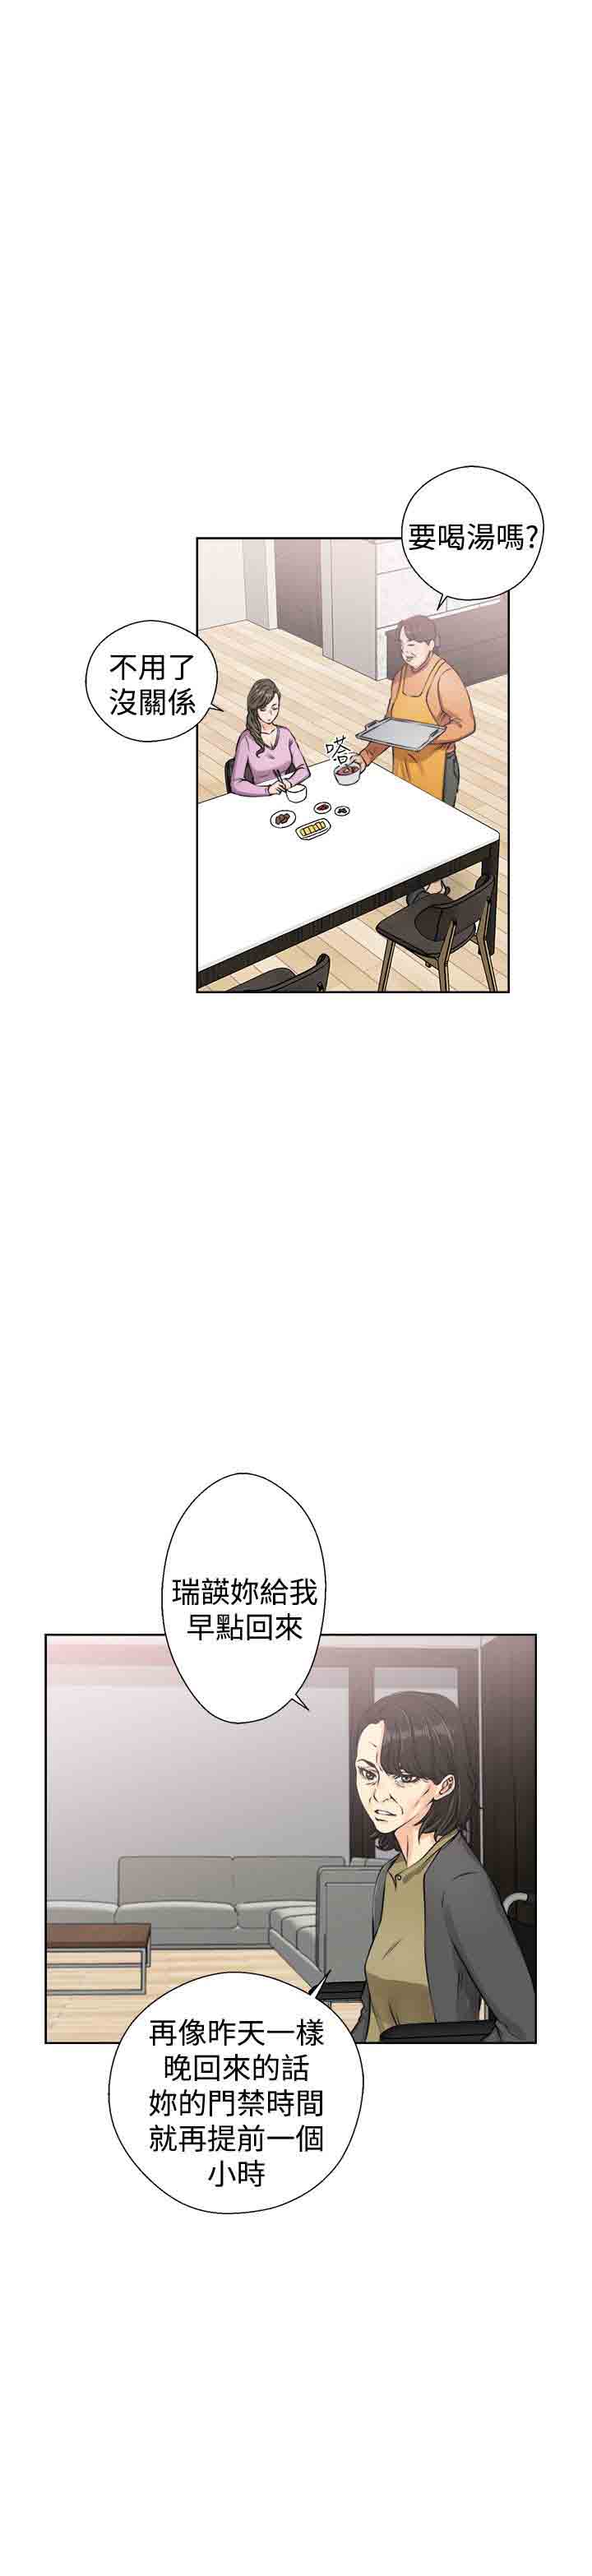 要喝湯嗎?
不用了
沒關係
嗒
瑞韺妳給我
早點回來
再像昨天一樣
晚回來的話
妳的門禁時間
就再提前一個
小時